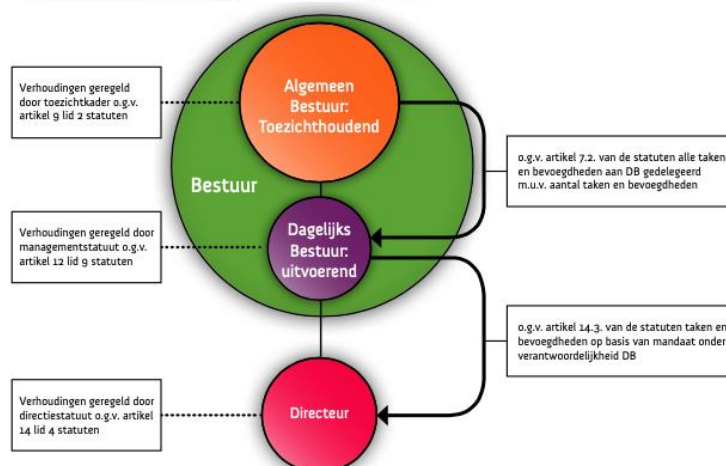 Algemeen
Bestuur:
Toezichthoudend
Verhoudingen geregeld
door toezichtkader o.g.v.
artikel 9 lid 2 statuten
o.g.v. artikel 7.2. van de statuten alle taken
en bevoegdheden aan DB gedelegeerd
m.u.v. aantal taken en bevoegdheden
Bestuur
Dagelijks
Bestuur:
uitvoerend
Verhoudingen geregeld door
managementstatuut o.g.v.
artikel 12 lid 9 statuten
o.g.v. artikel 14.3. van de statuten taken en
bevoegdheden op basis van mandaat onder
verantwoordelijkheid DB
Verhoudingen geregeld door
directiestatuut o.g.v. artikel
14 lid 4 statuten
Directeur